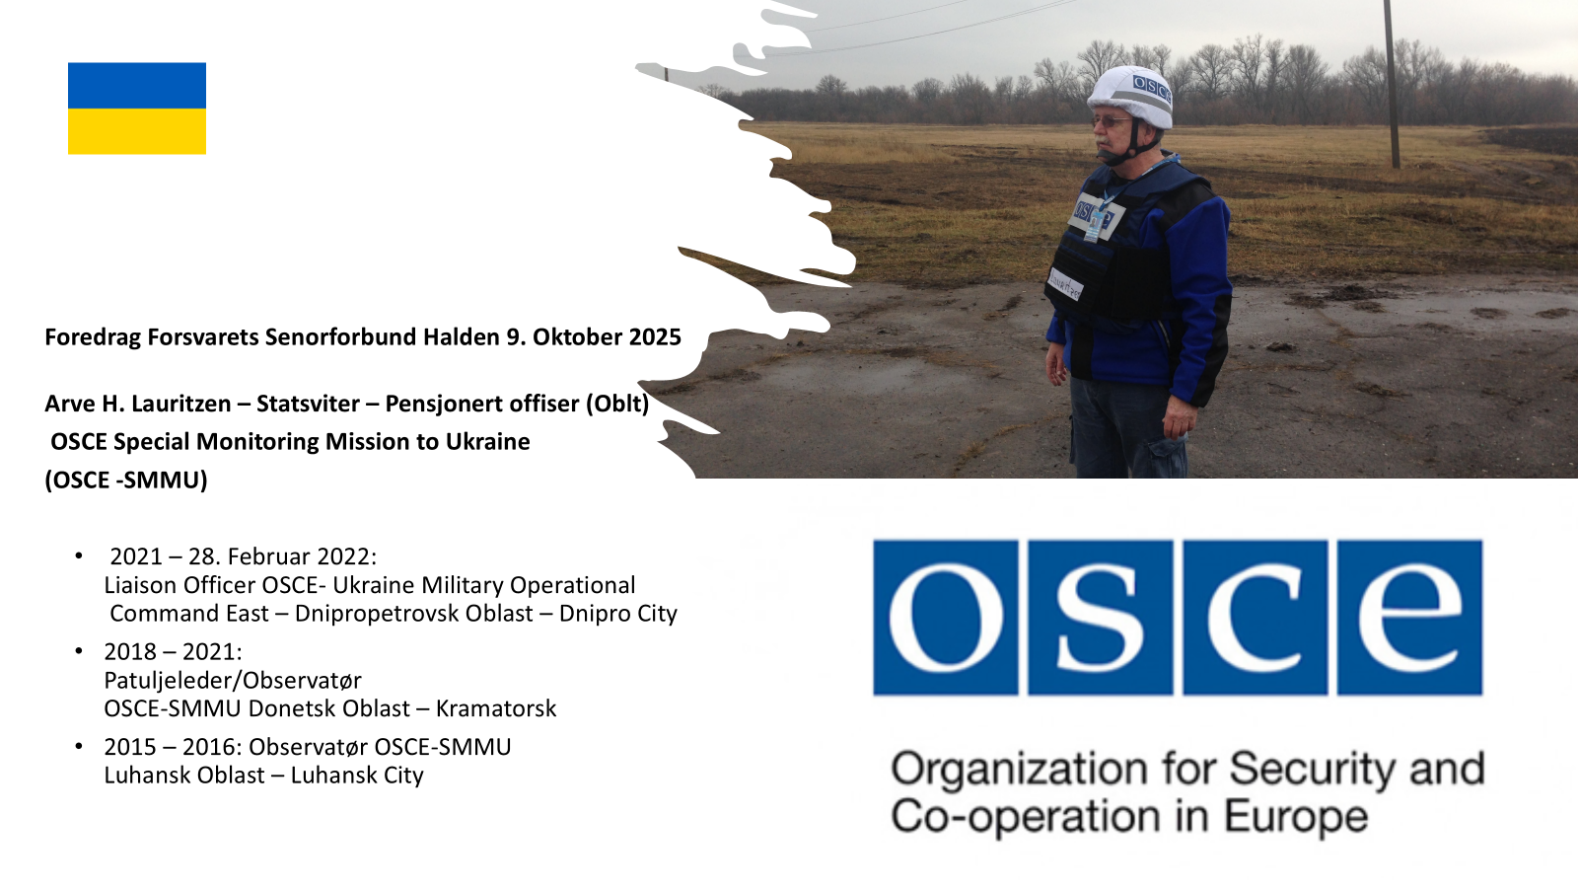 Foredrag Forsvarets Senorforbund Halden 9. Oktober 2025
Arve H. Lauritzen – Statsviter – Pensjonert offiser (Oblt)
OSCE Special Monitoring Mission to Ukraine
(OSCE -SMMU)
• 2021 – 28. Februar 2022:
Liaison Officer OSCE- Ukraine Military Operational
Command East – Dnipropetrovsk Oblast – Dnipro City
• 2018 – 2021:
Patuljeleder/Observatør
OSCE-SMMU Donetsk Oblast – Kramatorsk
• 2015 – 2016: Observatør OSCE-SMMU
Luhansk Oblast – Luhansk City
OSCE
OSCE
Lauritzen
osce
Organization for Security and
Co-operation in Europe